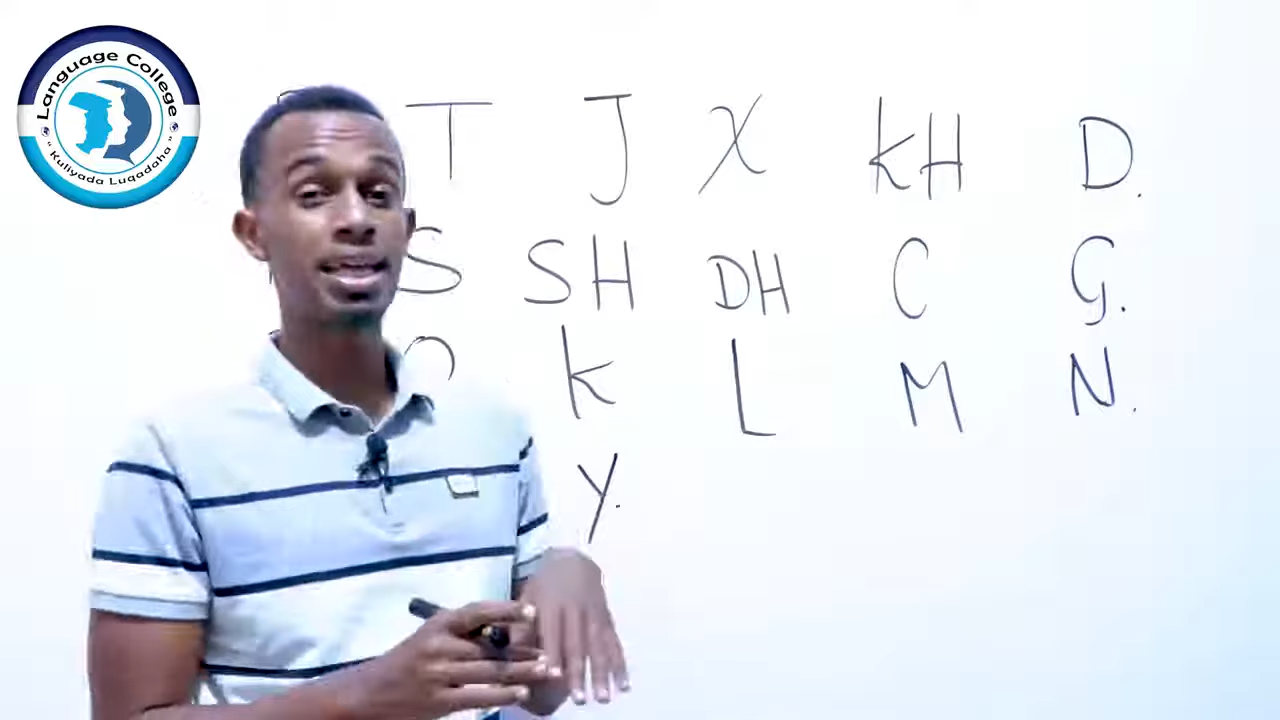 Language College
" Kuliyada Luqadaha "
T J X KH D.
S SH DH C G.
K L M N.
Y.